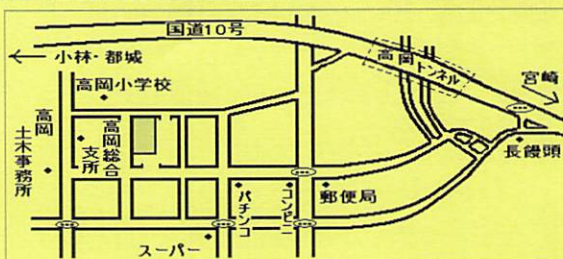 国道10号
小林・都城
高岡トンネル
宮崎
高岡小学校
高岡土木事務所
支所
高岡総合
長饅頭
郵便局
コンビニ
パチンコ
スーパー